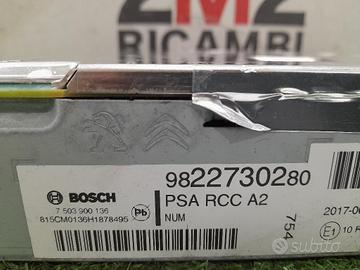 2M2
RICAMBI
BOSCH
7 503 900 136
815CM0136H1878495
Pb
9822730280
PSA RCC A2
NUM
754
2017-0
E1
10 R
subito